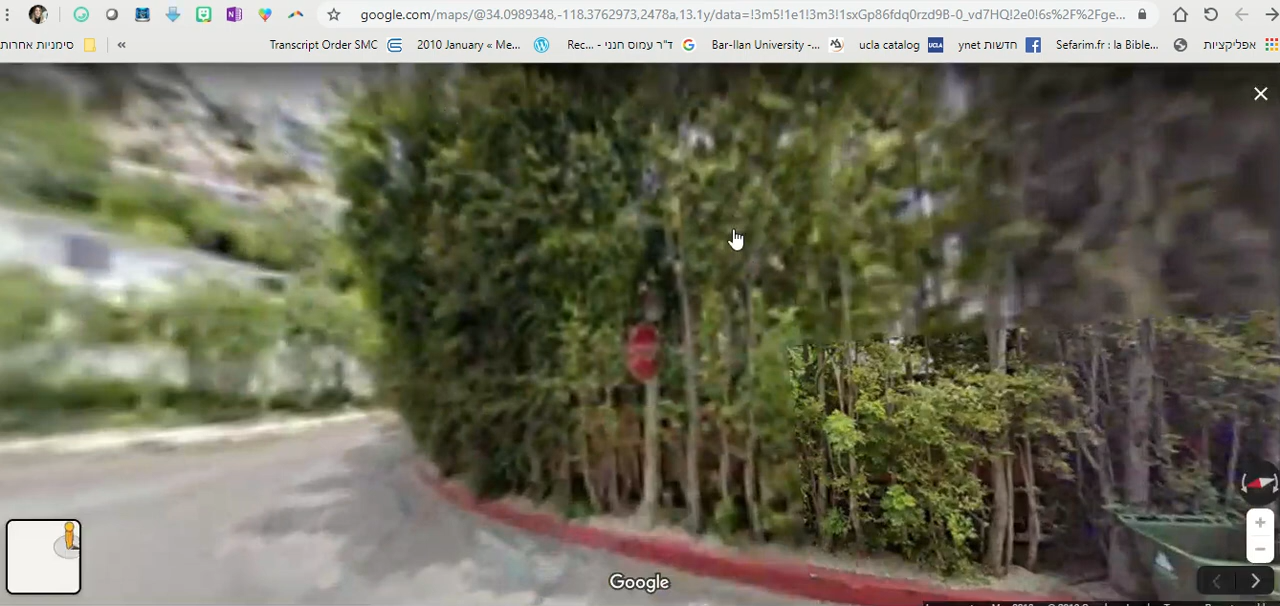 google.com/maps/@34.0989348,-118.3762973,2478a,13.1y/data=!3m5!1e1!3m3!1sxGp86fdq0rzd9B-0_vd7HQ!2e0!6s%2F%2Fge...
סימניות אחרות « Transcript Order SMC 2010 January « Me... Rec... - ד"ר עמוס חנני Bar-Ilan University -... ucla catalog UCLA ynet חדשות Sefarim.fr : la Bible... אפליקציות
Google